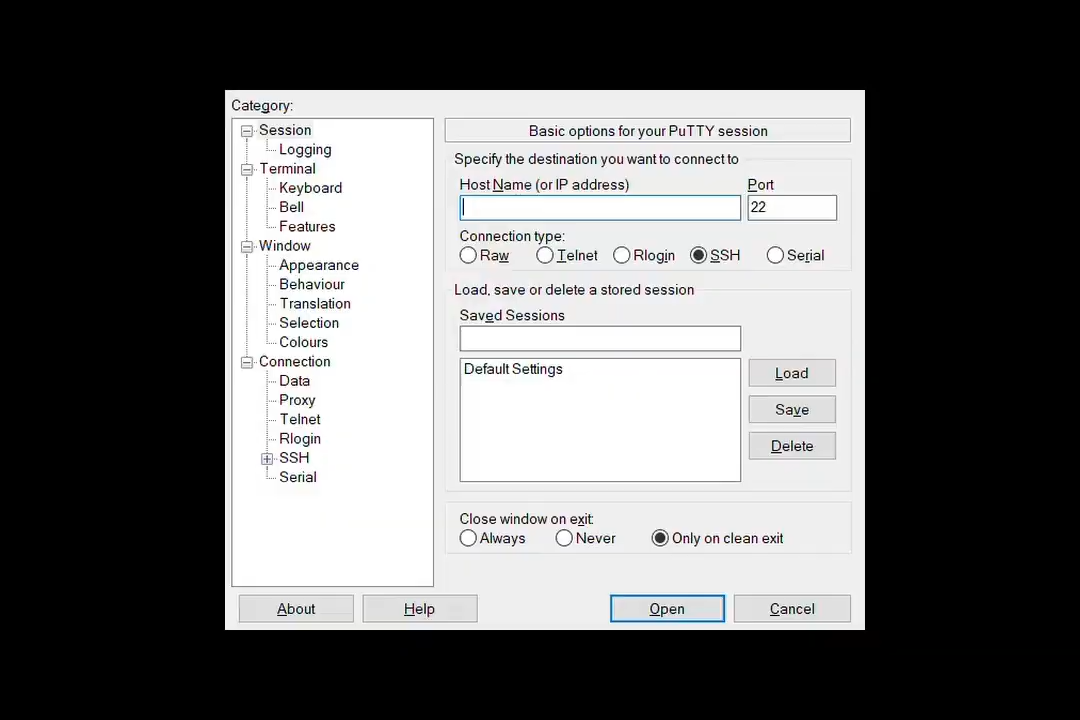 Category:
Session
Logging
Terminal
Keyboard
Bell
Features
Window
Appearance
Behaviour
Translation
Selection
Colours
Connection
Data
Proxy
Telnet
Rlogin
SSH
Serial
Basic options for your PuTTY session
Specify the destination you want to connect to
Host Name (or IP address) Port
22
Connection type:
Raw Telnet Rlogin SSH Serial
Load, save or delete a stored session
Saved Sessions
Default Settings
Load
Save
Delete
Close window on exit:
Always Never Only on clean exit
About Help Open Cancel